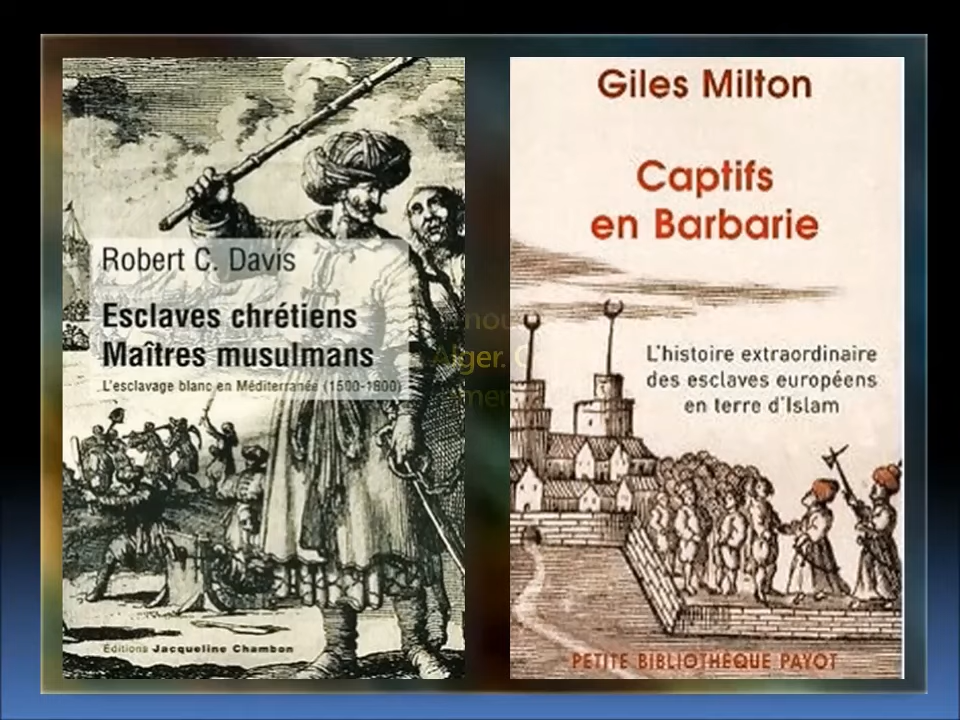 Robert C. Davis
Esclaves chrétiens
Maîtres musulmans
L'esclavage blanc en Méditerranée (1500-1800)
Éditions Jacqueline Chambon
Giles Milton
Captifs
en Barbarie
L'histoire extraordinaire
des esclaves européens
en terre d'Islam
PETITE BIBLIOTHÈQUE PAYOT
Alger.